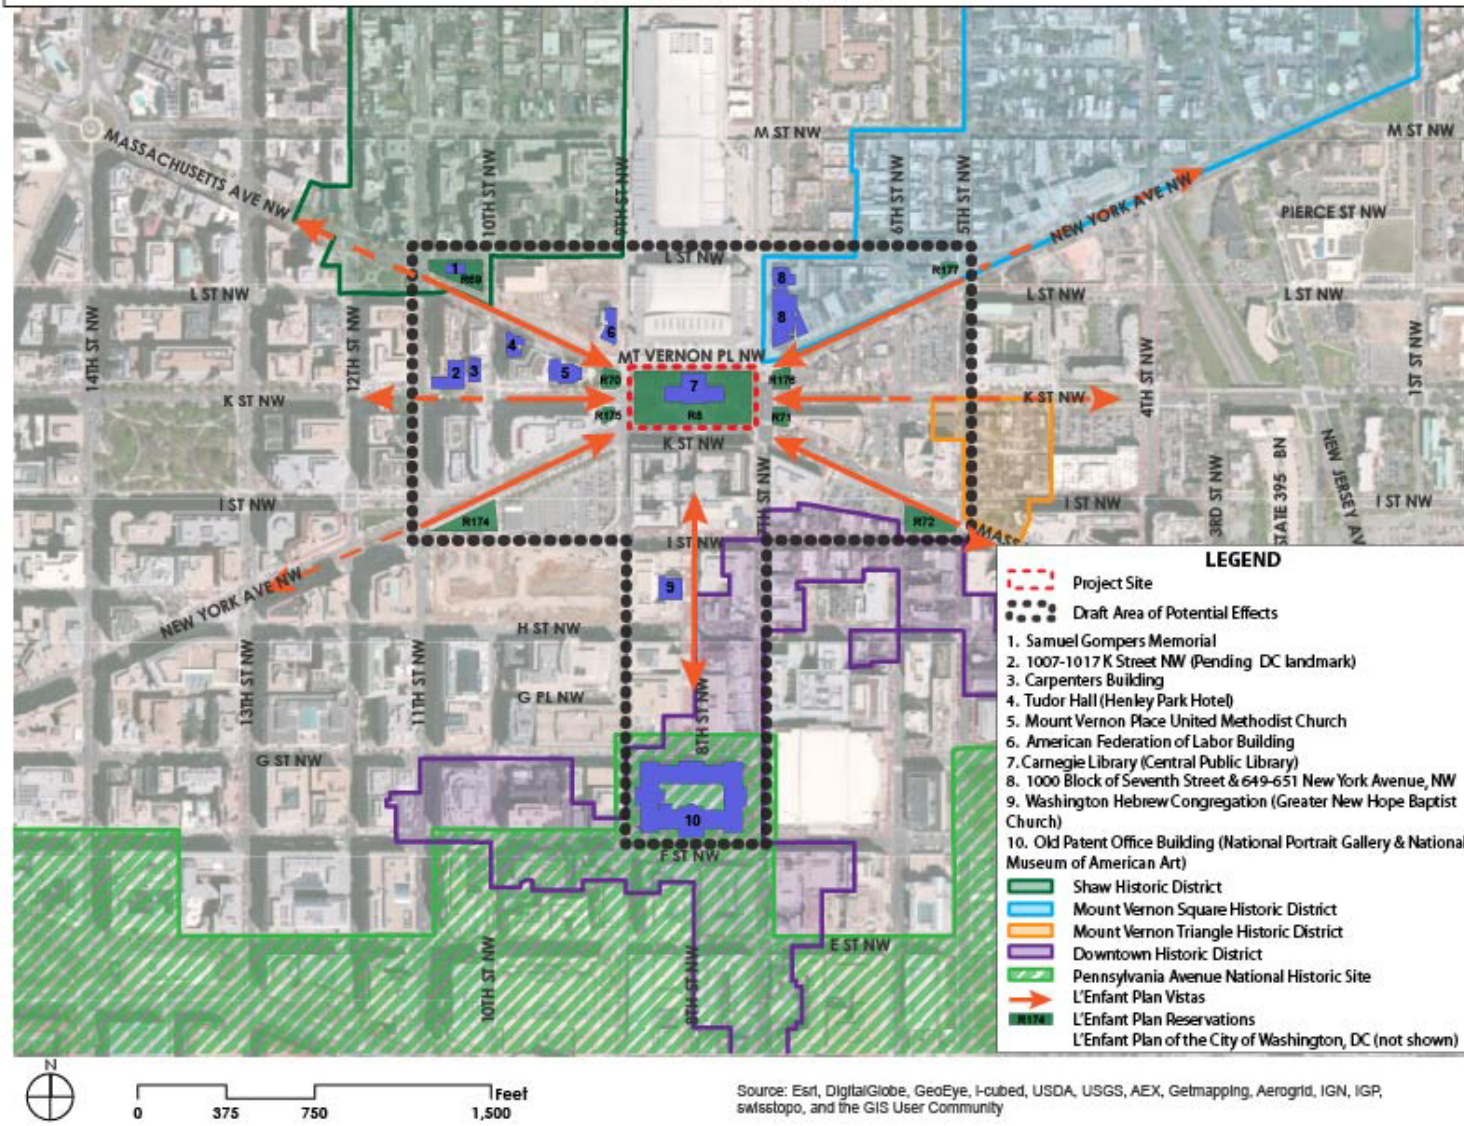 M ST NW
M ST NW
MASSACHUSETTS AVE NW
10TH ST NW
9TH ST NW
6TH ST NW
5TH ST NW
NEW YORK AVE NW
PIERCE ST NW
L ST NW
1
R69
8
R177
L ST NW
L ST NW
L ST NW
14TH ST NW
12TH ST NW
6
8
4TH ST NW
1ST ST NW
4
MT VERNON PL NW
2
3
5
R70
7
R176
K ST NW
R175
R8
R71
K ST NW
K ST NW
7TH ST NW
3RD ST NW
BN
STATE 395
NEW JERSEY AV
I ST NW
R174
R72
I ST NW
I ST NW
I ST NW
MASS
9
NEW YORK AVE NW
H ST NW
13TH ST NW
11TH ST NW
G PL NW
8TH ST NW
G ST NW
10
F ST NW
E ST NW
10TH ST NW
9TH ST NW
LEGEND
Project Site
Draft Area of Potential Effects
1. Samuel Gompers Memorial
2. 1007-1017 K Street NW (Pending DC landmark)
3. Carpenters Building
4. Tudor Hall (Henley Park Hotel)
5. Mount Vernon Place United Methodist Church
6. American Federation of Labor Building
7. Carnegie Library (Central Public Library)
8. 1000 Block of Seventh Street & 649-651 New York Avenue, NW
9. Washington Hebrew Congregation (Greater New Hope Baptist
Church)
10. Old Patent Office Building (National Portrait Gallery & National
Museum of American Art)
Shaw Historic District
Mount Vernon Square Historic District
Mount Vernon Triangle Historic District
Downtown Historic District
Pennsylvania Avenue National Historic Site
L'Enfant Plan Vistas
R174 L'Enfant Plan Reservations
L'Enfant Plan of the City of Washington, DC (not shown)
N
Feet
0 375 750 1,500
Source: Esri, DigitalGlobe, GeoEye, i-cubed, USDA, USGS, AEX, Getmapping, Aerogrid, IGN, IGP,
swisstopo, and the GIS User Community